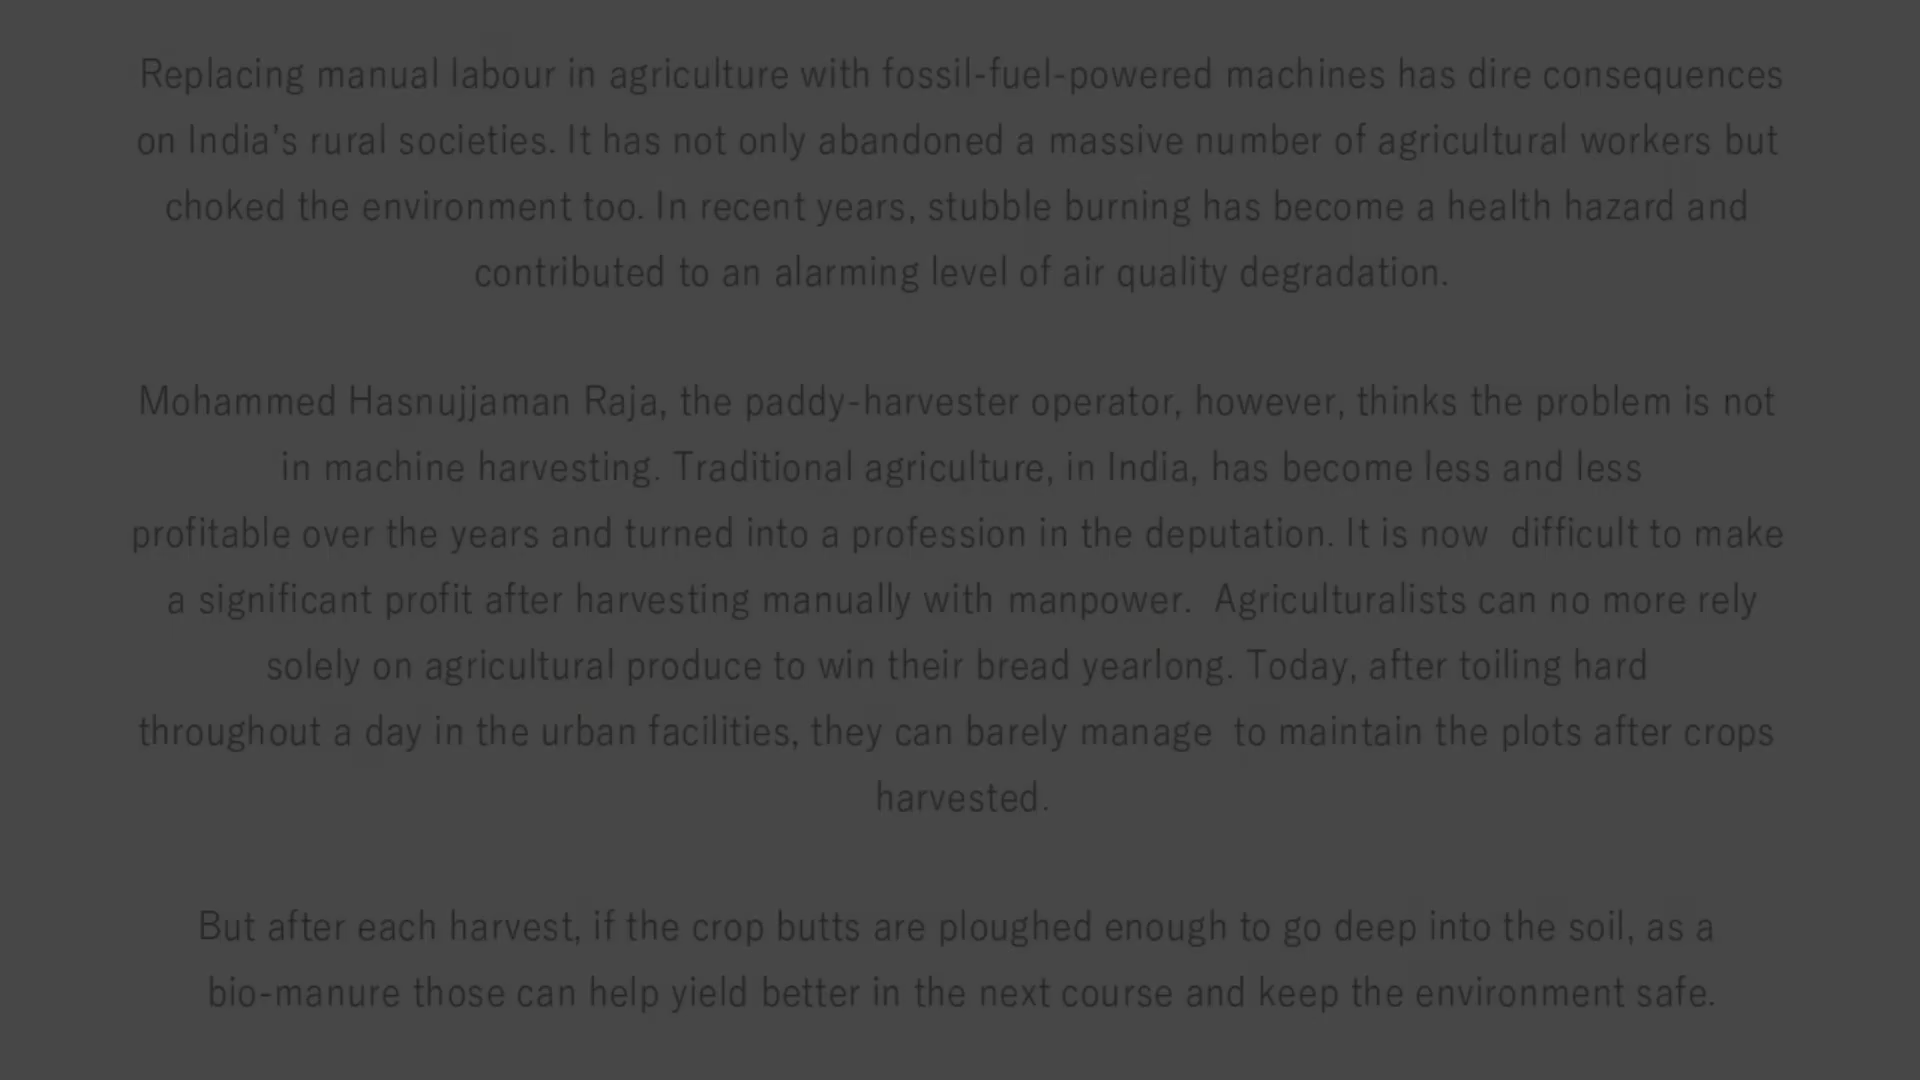 Replacing manual labour in agriculture with fossil-fuel-powered machines has dire consequences
on India's rural societies. It has not only abandoned a massive number of agricultural workers but
choked the environment too. In recent years, stubble burning has become a health hazard and
contributed to an alarming level of air quality degradation.
Mohammed Hasnujjaman Raja, the paddy-harvester operator, however, thinks the problem is not
in machine harvesting. Traditional agriculture, in India, has become less and less
profitable over the years and turned into a profession in the deputation. It is now  difficult to make
a significant profit after harvesting manually with manpower.  Agriculturalists can no more rely
solely on agricultural produce to win their bread yearlong. Today, after toiling hard
throughout a day in the urban facilities, they can barely manage  to maintain the plots after crops
harvested.
But after each harvest, if the crop butts are ploughed enough to go deep into the soil, as a
bio-manure those can help yield better in the next course and keep the environment safe.